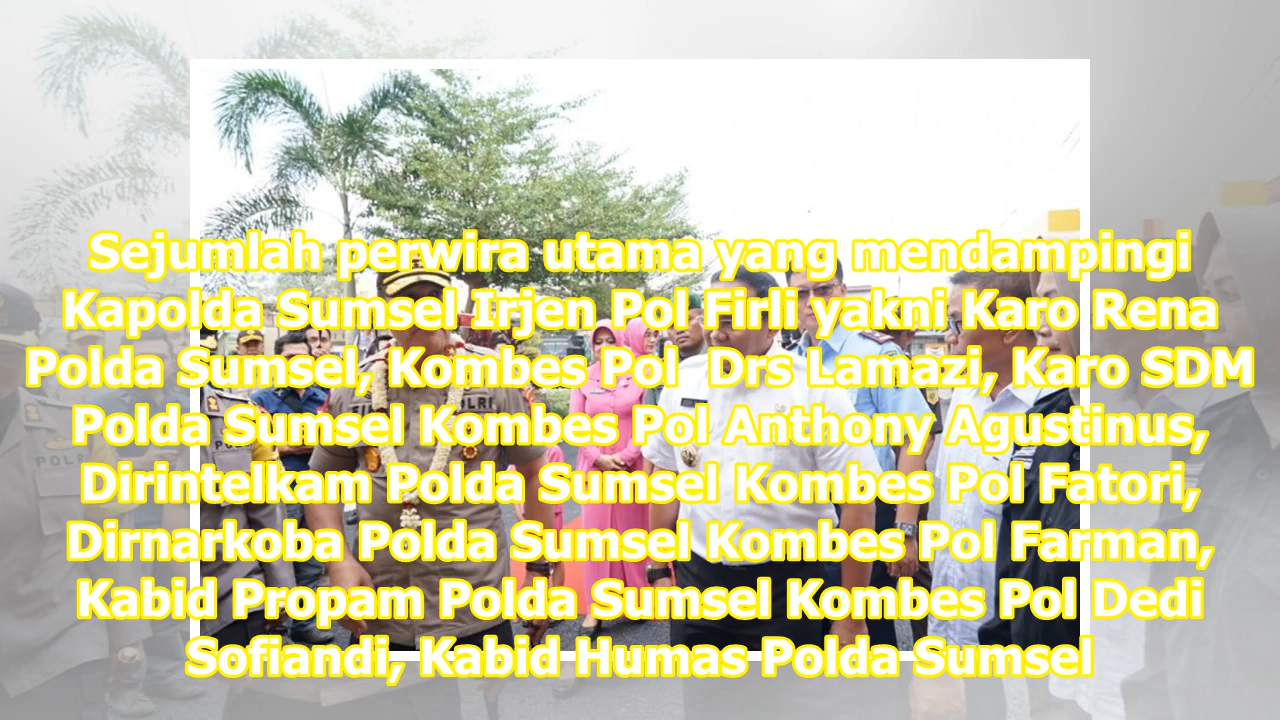 Sejumlah perwira utama yang mendampingi
Kapolda Sumsel Irjen Pol Firli yakni Karo Rena
Polda Sumsel, Kombes Pol  Drs Lamazi, Karo SDM
Polda Sumsel Kombes Pol Anthony Agustinus,
Dirintelkam Polda Sumsel Kombes Pol Fatori,
Dirnarkoba Polda Sumsel Kombes Pol Farman,
Kabid Propam Polda Sumsel Kombes Pol Dedi
Sofiandi, Kabid Humas Polda Sumsel
POLRI
POLRI